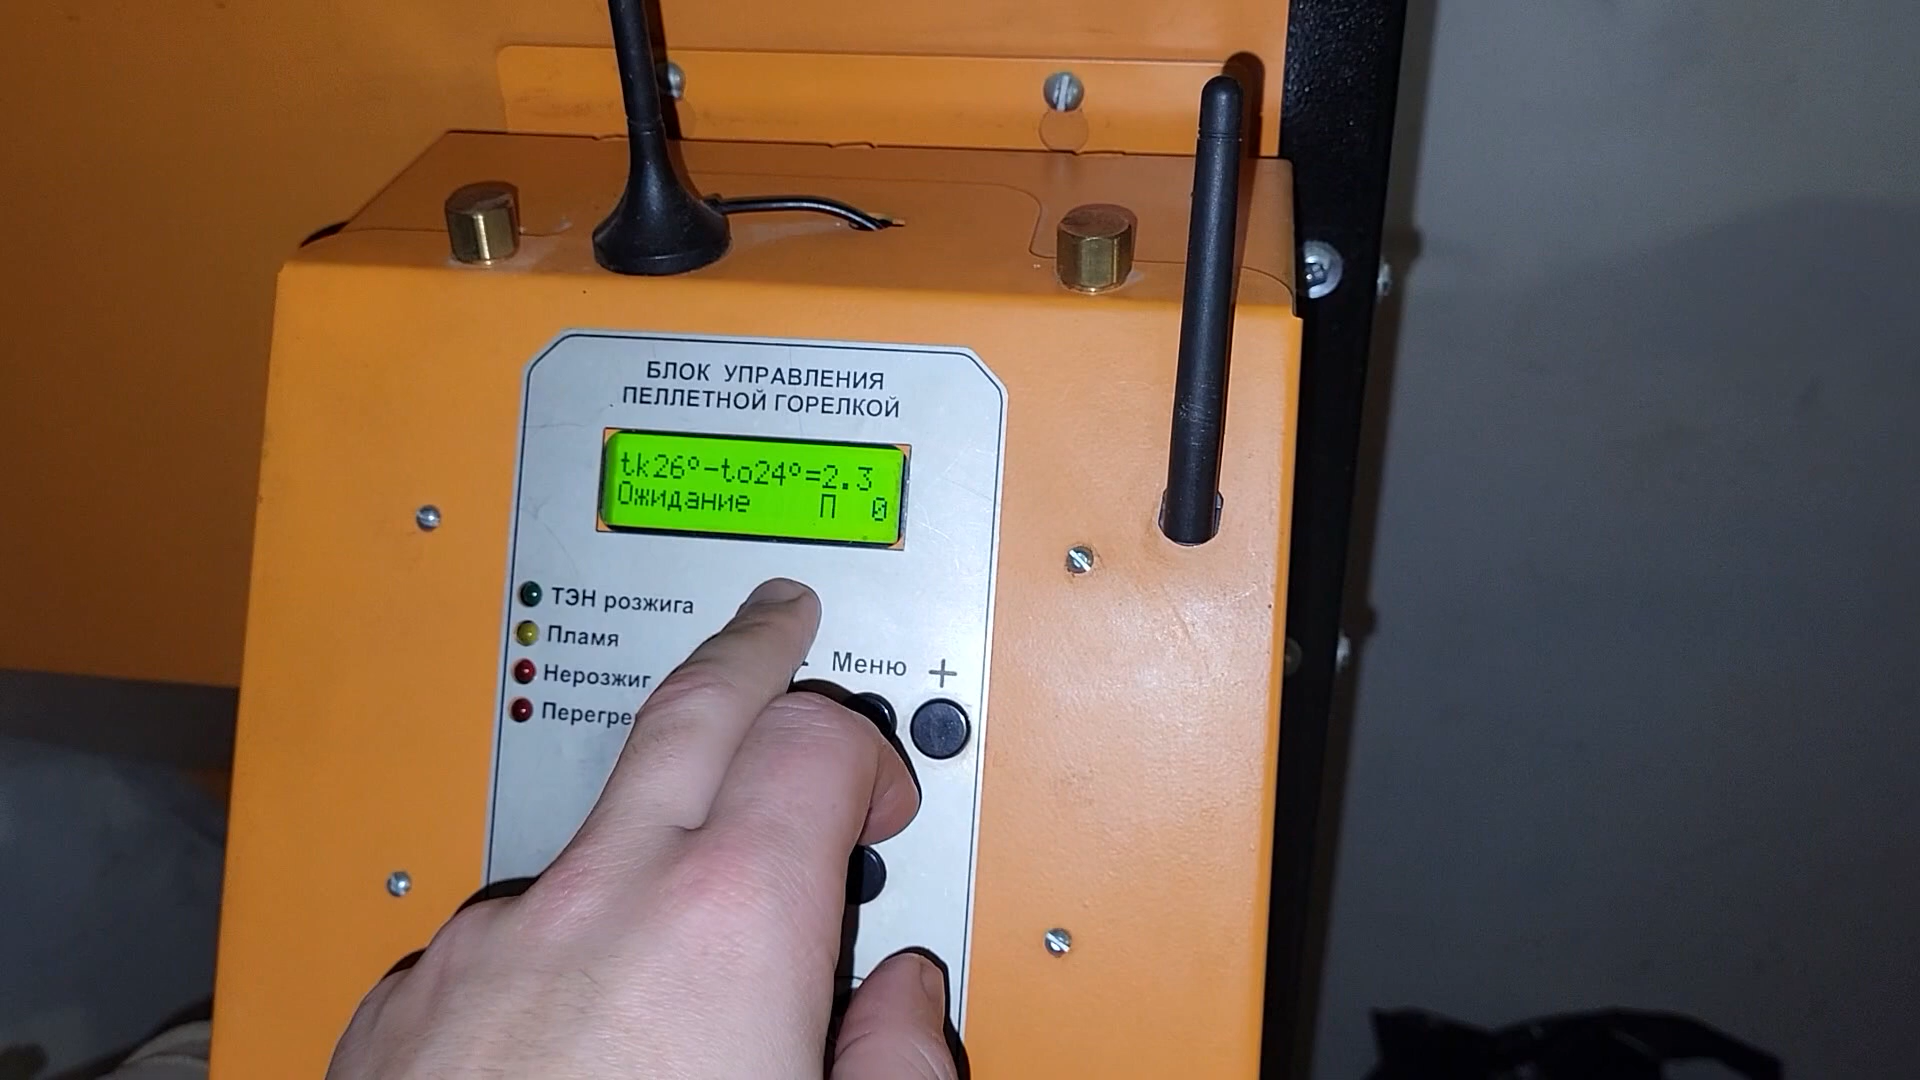 БЛОК УПРАВЛЕНИЯ
ПЕЛЛЕТНОЙ ГОРЕЛКОЙ
tk26°-to24°=2.3
Ожидание П 0
ТЭН розжига
Пламя
Нерозжиг
- Меню +